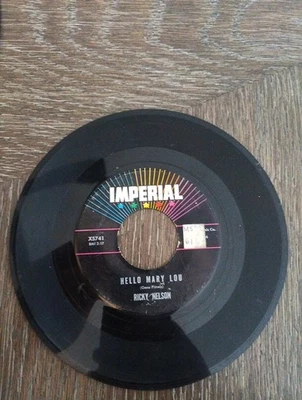 IMPERIAL
X5741
HELLO MARY LOU
(Gene Pitney)
RICKY NELSON